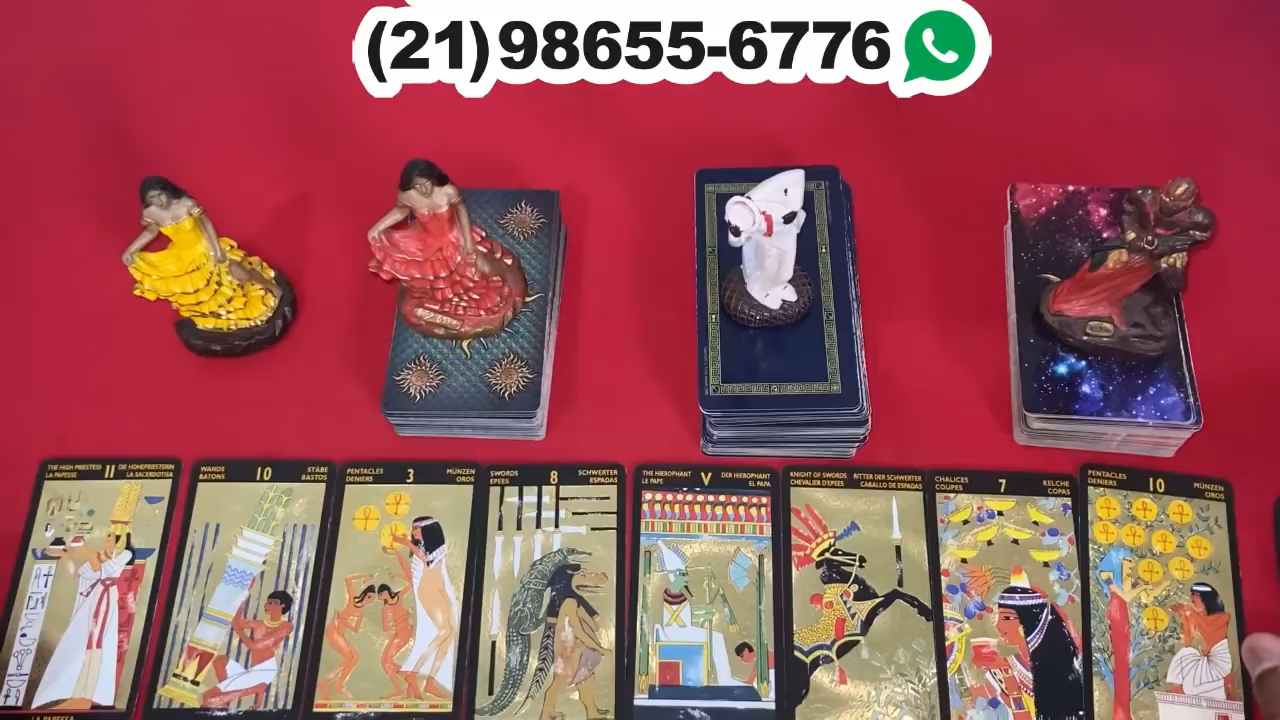 (21)98655-6776
THE HIGH PRIESTESS II DIE HOHEPRIESTERIN
LA PAPESSE LA SACERDOTISA
LA PAPESSA
WANDS 10 STÄBE
BATONS BASTOS
PENTACLES 3 MÜNZEN
DENIERS OROS
SWORDS 8 SCHWERTER
EPEES ESPADAS
THE HIEROPHANT V DER HIEROPHANT
LE PAPE EL PAPA
KNIGHT OF SWORDS RITTER DER SCHWERTER
CHEVALIER D'EPEES CABALLO DE ESPADAS
CHALICES 7 KELCHE
COUPES COPAS
PENTACLES 10 MÜNZEN
DENIERS OROS